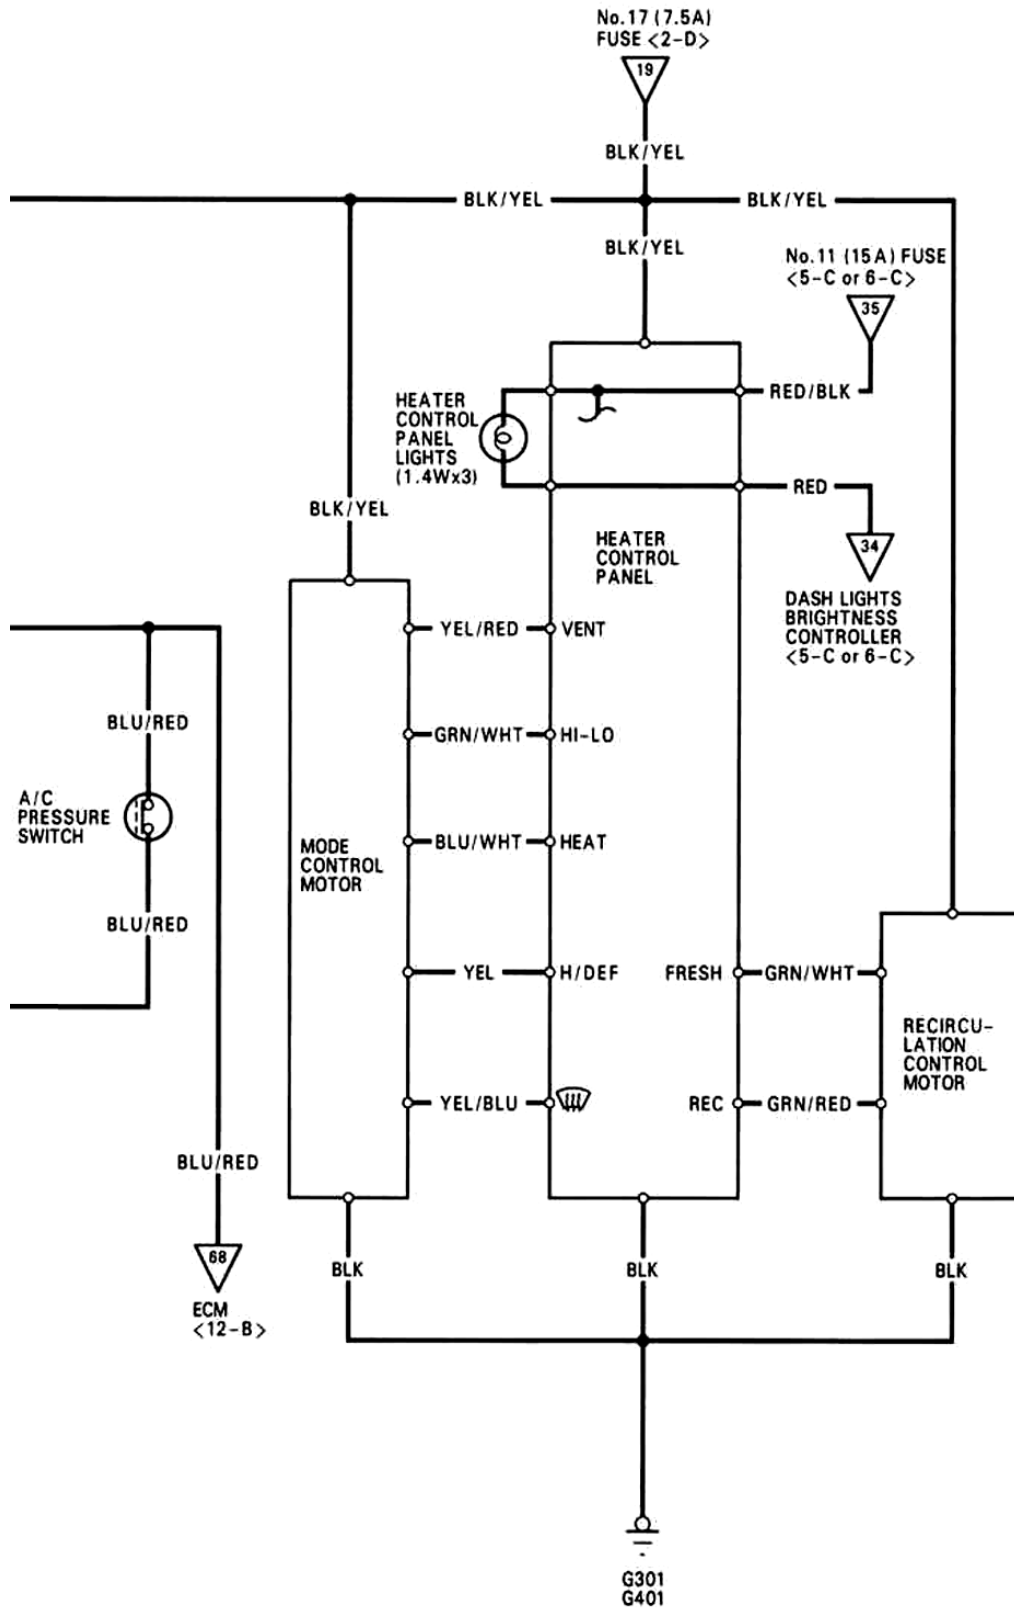 No.17 (7.5A)
FUSE <2-D>
19
BLK/YEL
BLK/YEL
BLK/YEL
BLK/YEL
No.11 (15A) FUSE
<5-C or 6-C>
35
HEATER
CONTROL
PANEL
LIGHTS
(1.4Wx3)
RED/BLK
RED
BLK/YEL
34
HEATER
CONTROL
PANEL
DASH LIGHTS
BRIGHTNESS
CONTROLLER
<5-C or 6-C>
YEL/RED
VENT
BLU/RED
GRN/WHT
HI-LO
A/C
PRESSURE
SWITCH
MODE
CONTROL
MOTOR
BLU/WHT
HEAT
BLU/RED
YEL
H/DEF
FRESH
GRN/WHT
RECIRCU-
LATION
CONTROL
MOTOR
YEL/BLU
REC
GRN/RED
BLU/RED
68
ECM
<12-B>
BLK
BLK
BLK
G301
G401